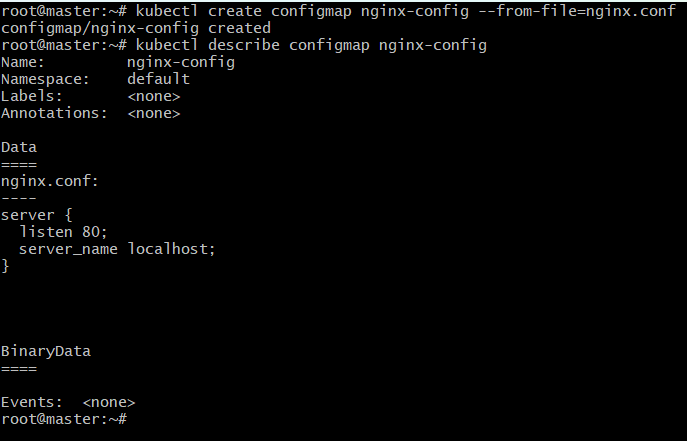 root@master:~# kubectl create configmap nginx-config --from-file=nginx.conf
configmap/nginx-config created
root@master:~# kubectl describe configmap nginx-config
Name:         nginx-config
Namespace:    default
Labels:       <none>
Annotations:  <none>

Data
====
nginx.conf:
----
server {
  listen 80;
  server_name localhost;
}

BinaryData
====

Events:  <none>
root@master:~#